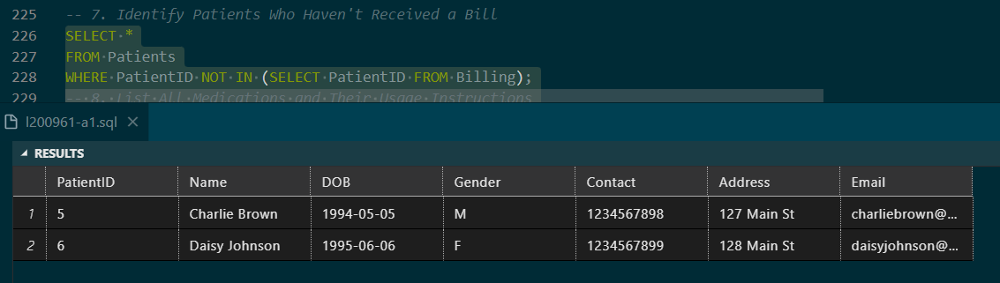 225 -- 7. Identify Patients Who Haven't Received a Bill
226 SELECT *
227 FROM Patients
228 WHERE PatientID NOT IN (SELECT PatientID FROM Billing);
229 -- 8. List All Medications and Their Usage Instructions
l200961-a1.sql
RESULTS
PatientID Name DOB Gender Contact Address Email
1 5 Charlie Brown 1994-05-05 M 1234567898 127 Main St charliebrown@...
2 6 Daisy Johnson 1995-06-06 F 1234567899 128 Main St daisyjohnson@...